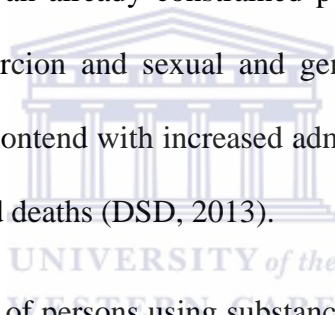 an already constrained p
rcion and sexual and gen
ontend with increased adm
d deaths (DSD, 2013).
UNIVERSITY of the
of persons using substanc